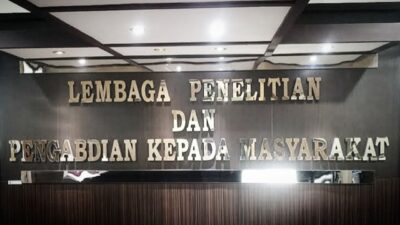 LEMBAGA PENELITIAN
DAN
PENGABDIAN KEPADA MASYARAKAT